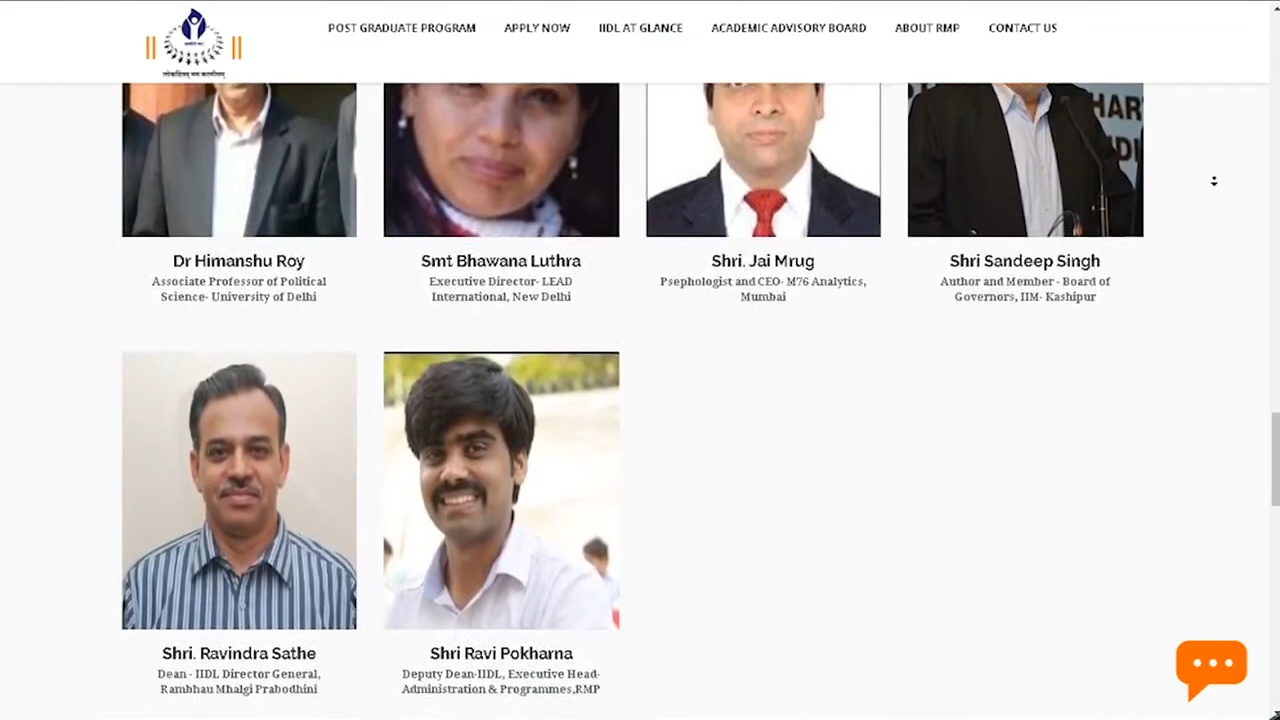 POST GRADUATE PROGRAM APPLY NOW IIDL AT GLANCE ACADEMIC ADVISORY BOARD ABOUT RMP CONTACT US
Dr Himanshu Roy
Associate Professor of Political
Science- University of Delhi
Smt Bhawana Luthra
Executive Director- LEAD
International, New Delhi
Shri. Jai Mrug
Psephologist and CEO- M76 Analytics,
Mumbai
Shri Sandeep Singh
Author and Member - Board of
Governors, IIM- Kashipur
Shri. Ravindra Sathe
Dean - IIDL Director General,
Rambhau Mhalgi Prabodhini
Shri Ravi Pokharna
Deputy Dean-IIDL, Executive Head-
Administration & Programmes,RMP